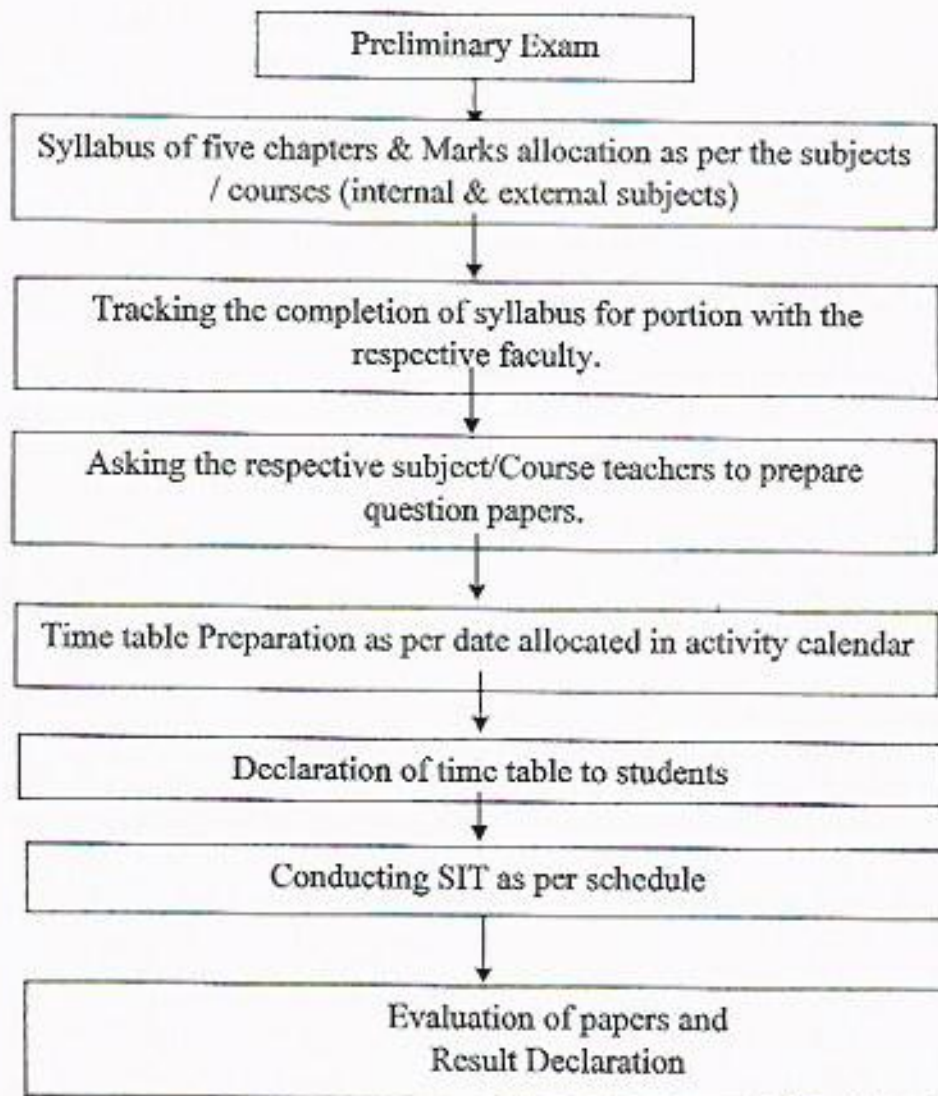 Preliminary Exam
Syllabus of five chapters & Marks allocation as per the subjects
/ courses (internal & external subjects)
Tracking the completion of syllabus for portion with the
respective faculty.
Asking the respective subject/Course teachers to prepare
question papers.
Time table Preparation as per date allocated in activity calendar
Declaration of time table to students
Conducting SIT as per schedule
Evaluation of papers and
Result Declaration